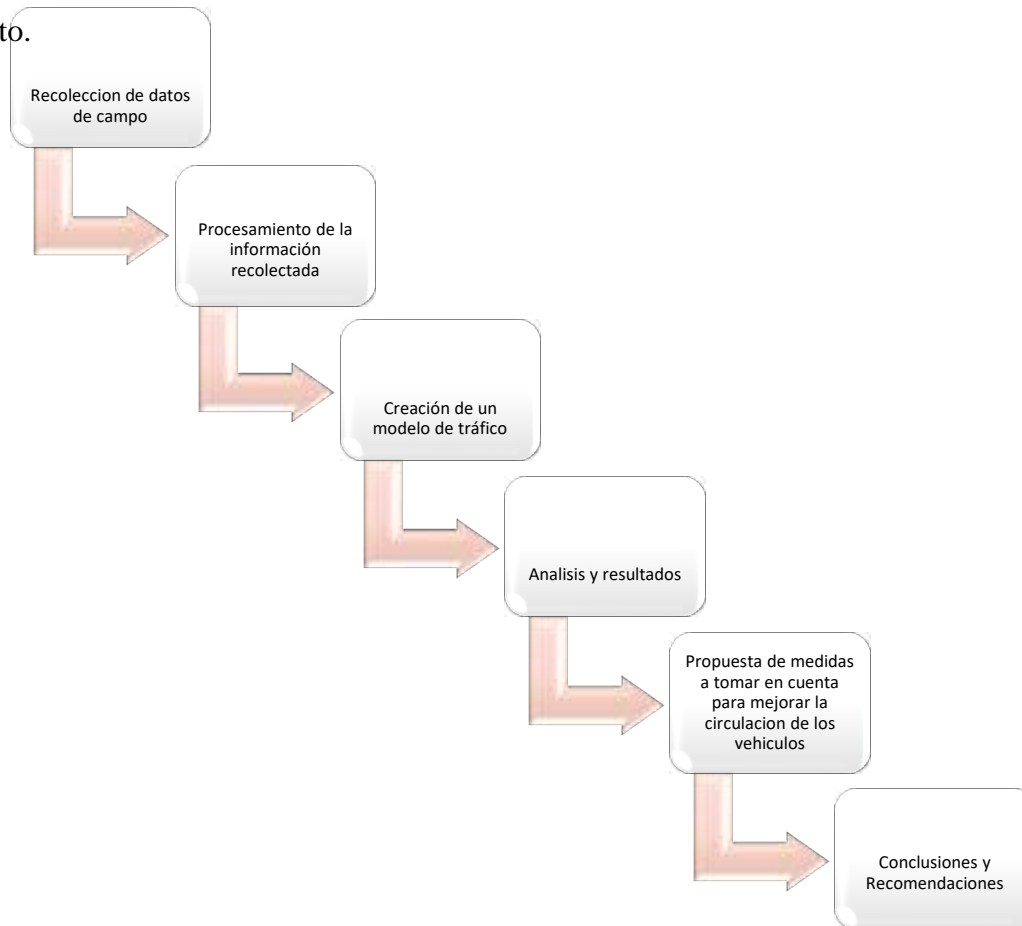 to.
Recoleccion de datos
de campo
Procesamiento de la
información
recolectada
Creación de un
modelo de tráfico
Analisis y resultados
Propuesta de medidas
a tomar en cuenta
para mejorar la
circulacion de los
vehiculos
Conclusiones y
Recomendaciones